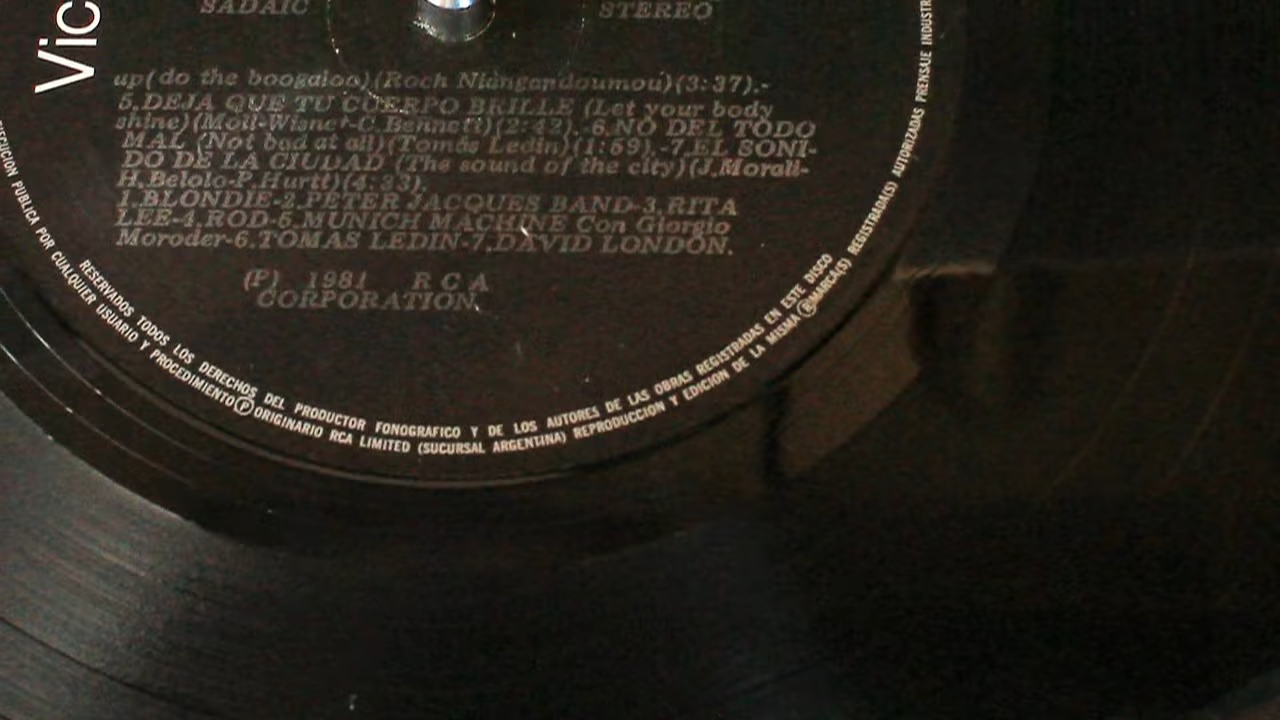 SADAIC STEREO
Vic
up(do the boogaloo)(Roch Niangandoumou)(3:37).-
5.DEJA QUE TU CUERPO BRILLE (Let your body
shine)(Moll-Wisner-C.Bennett)(2:42).-6.NO DEL TODO
MAL (Not bad at all)(Tomás Ledin)(1:59).-7.EL SONI-
DO DE LA CIUDAD (The sound of the city)(J.Morali-
H.Belolo-P.Hurtt)(4:33).
1.BLONDIE-2.PETER JACQUES BAND-3.RITA
LEE-4.ROD-5.MUNICH MACHINE Con Giorgio
Moroder-6.TOMAS LEDIN-7.DAVID LONDON.
(P) 1981 R C A
CORPORATION.
RESERVADOS TODOS LOS DERECHOS DEL PRODUCTOR FONOGRAFICO Y DE LOS AUTORES DE LAS OBRAS REGISTRADAS EN ESTE DISCO
PUBLICA POR CUALQUIER USUARIO Y PROCEDIMIENTO Ⓟ ORIGINARIO RCA LIMITED (SUCURSAL ARGENTINA) REPRODUCCION Y EDICION DE LA MISMA Ⓡ MARCA(S) REGISTRADA(S) AUTORIZADAS